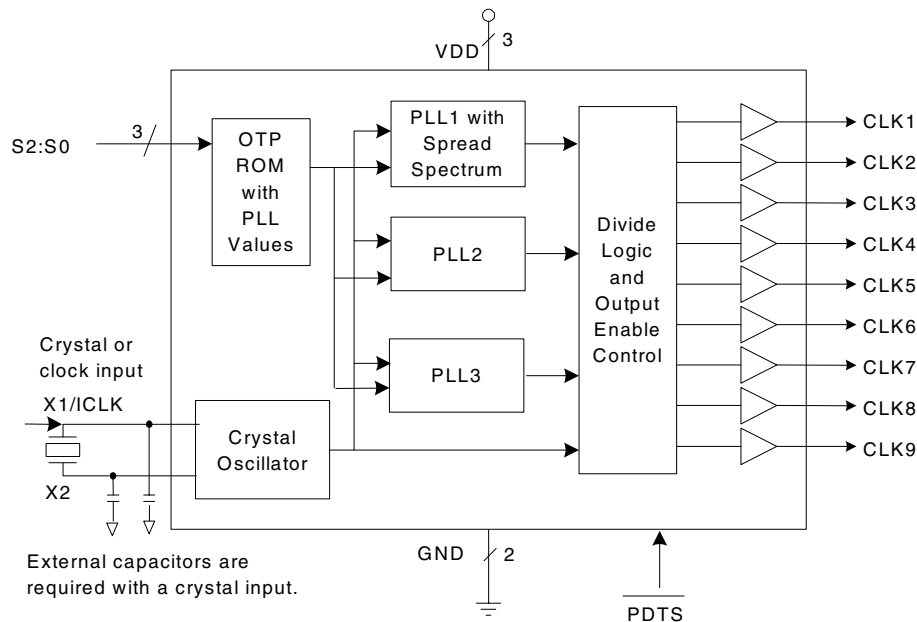 VDD
3
S2:S0
3
OTP
ROM
with
PLL
Values
PLL1 with
Spread
Spectrum
PLL2
PLL3
Divide
Logic
and
Output
Enable
Control
CLK1
CLK2
CLK3
CLK4
CLK5
CLK6
CLK7
CLK8
CLK9
Crystal or
clock input
X1/ICLK
X2
Crystal
Oscillator
External capacitors are
required with a crystal input.
GND
2
PDTS